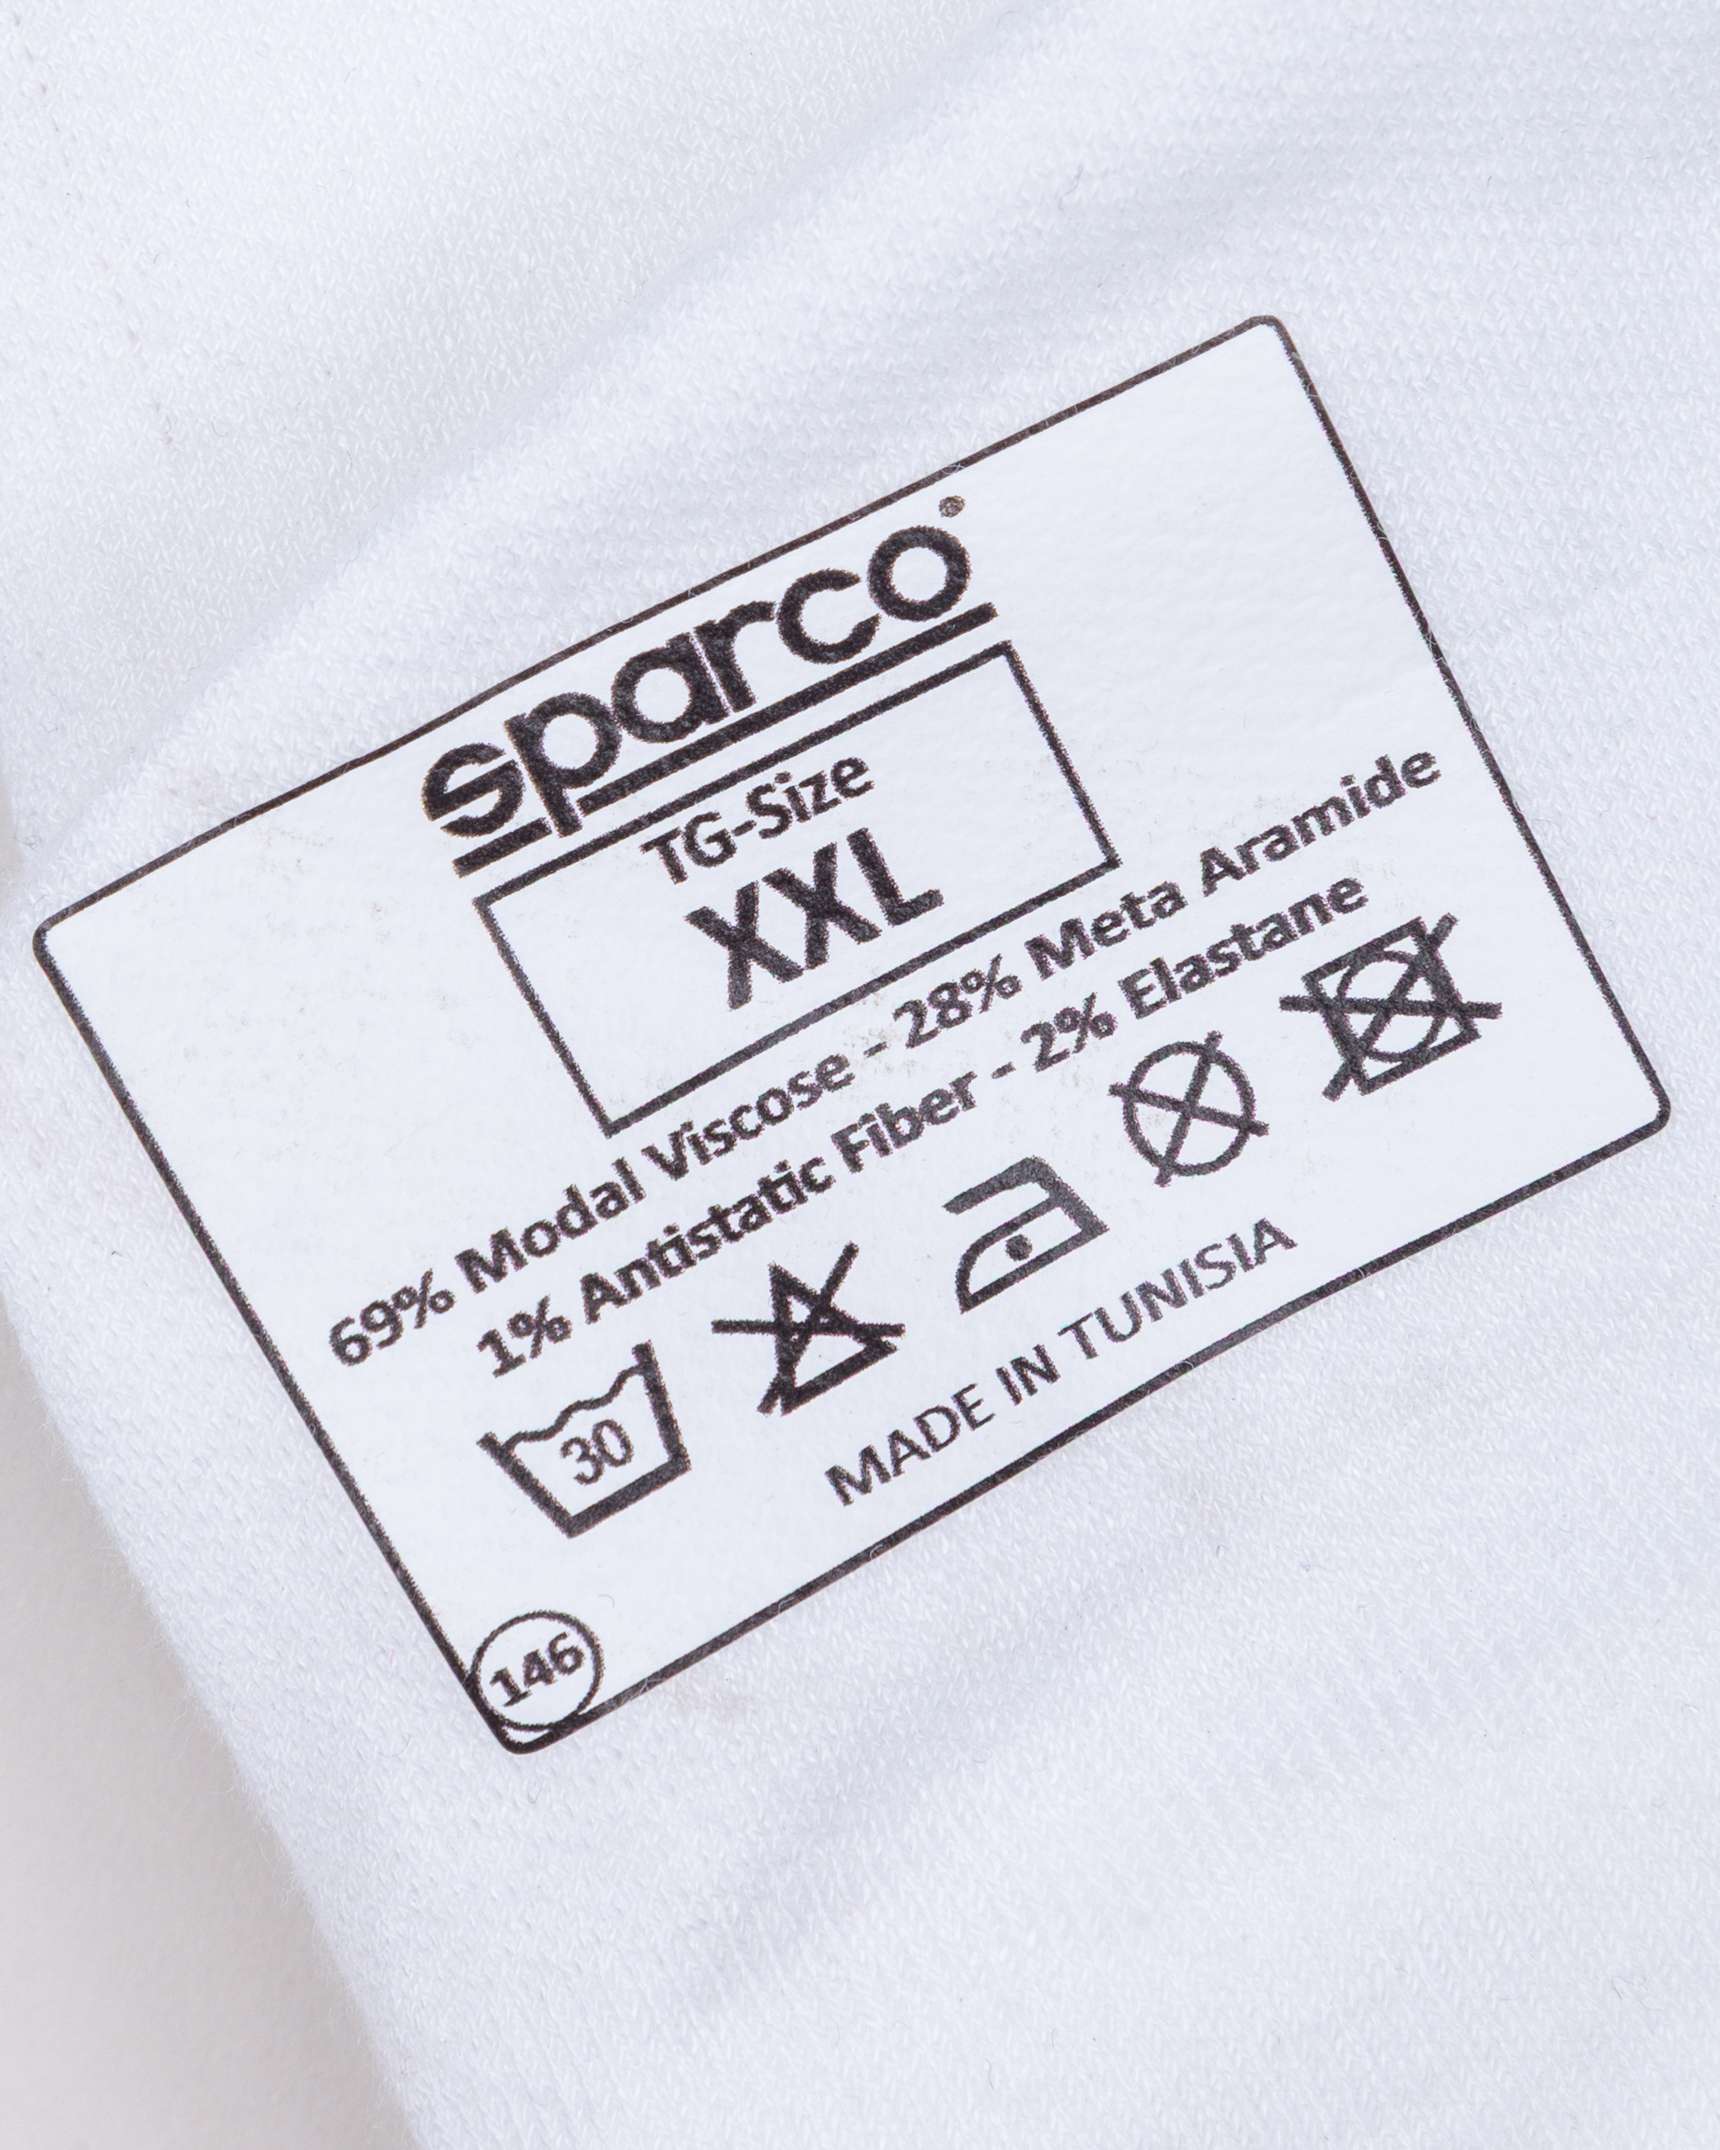 sparco
TG-Size
XXL
69% Modal Viscose - 28% Meta Aramide
1% Antistatic Fiber - 2% Elastane
30
MADE IN TUNISIA
146